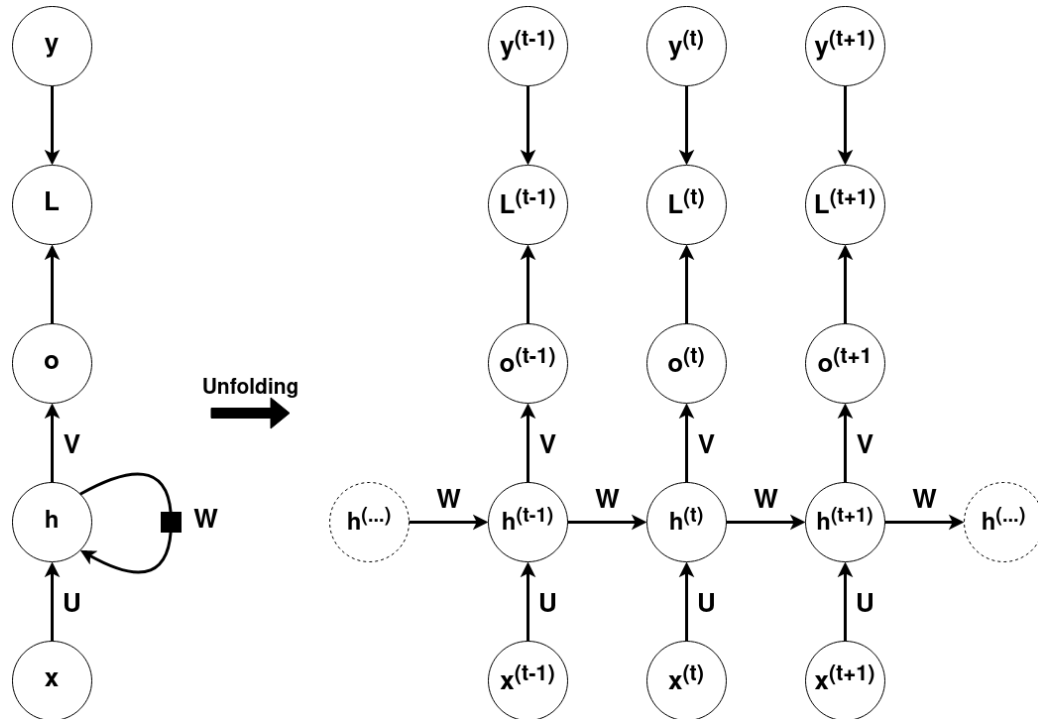 y y(t-1) y(t) y(t+1)
L L(t-1) L(t) L(t+1)
o o(t-1) o(t) o(t+1
Unfolding
V V V V
W W W W
h W h(...) h(t-1) h(t) h(t+1) h(...)
U U U U
x x(t-1) x(t) x(t+1)